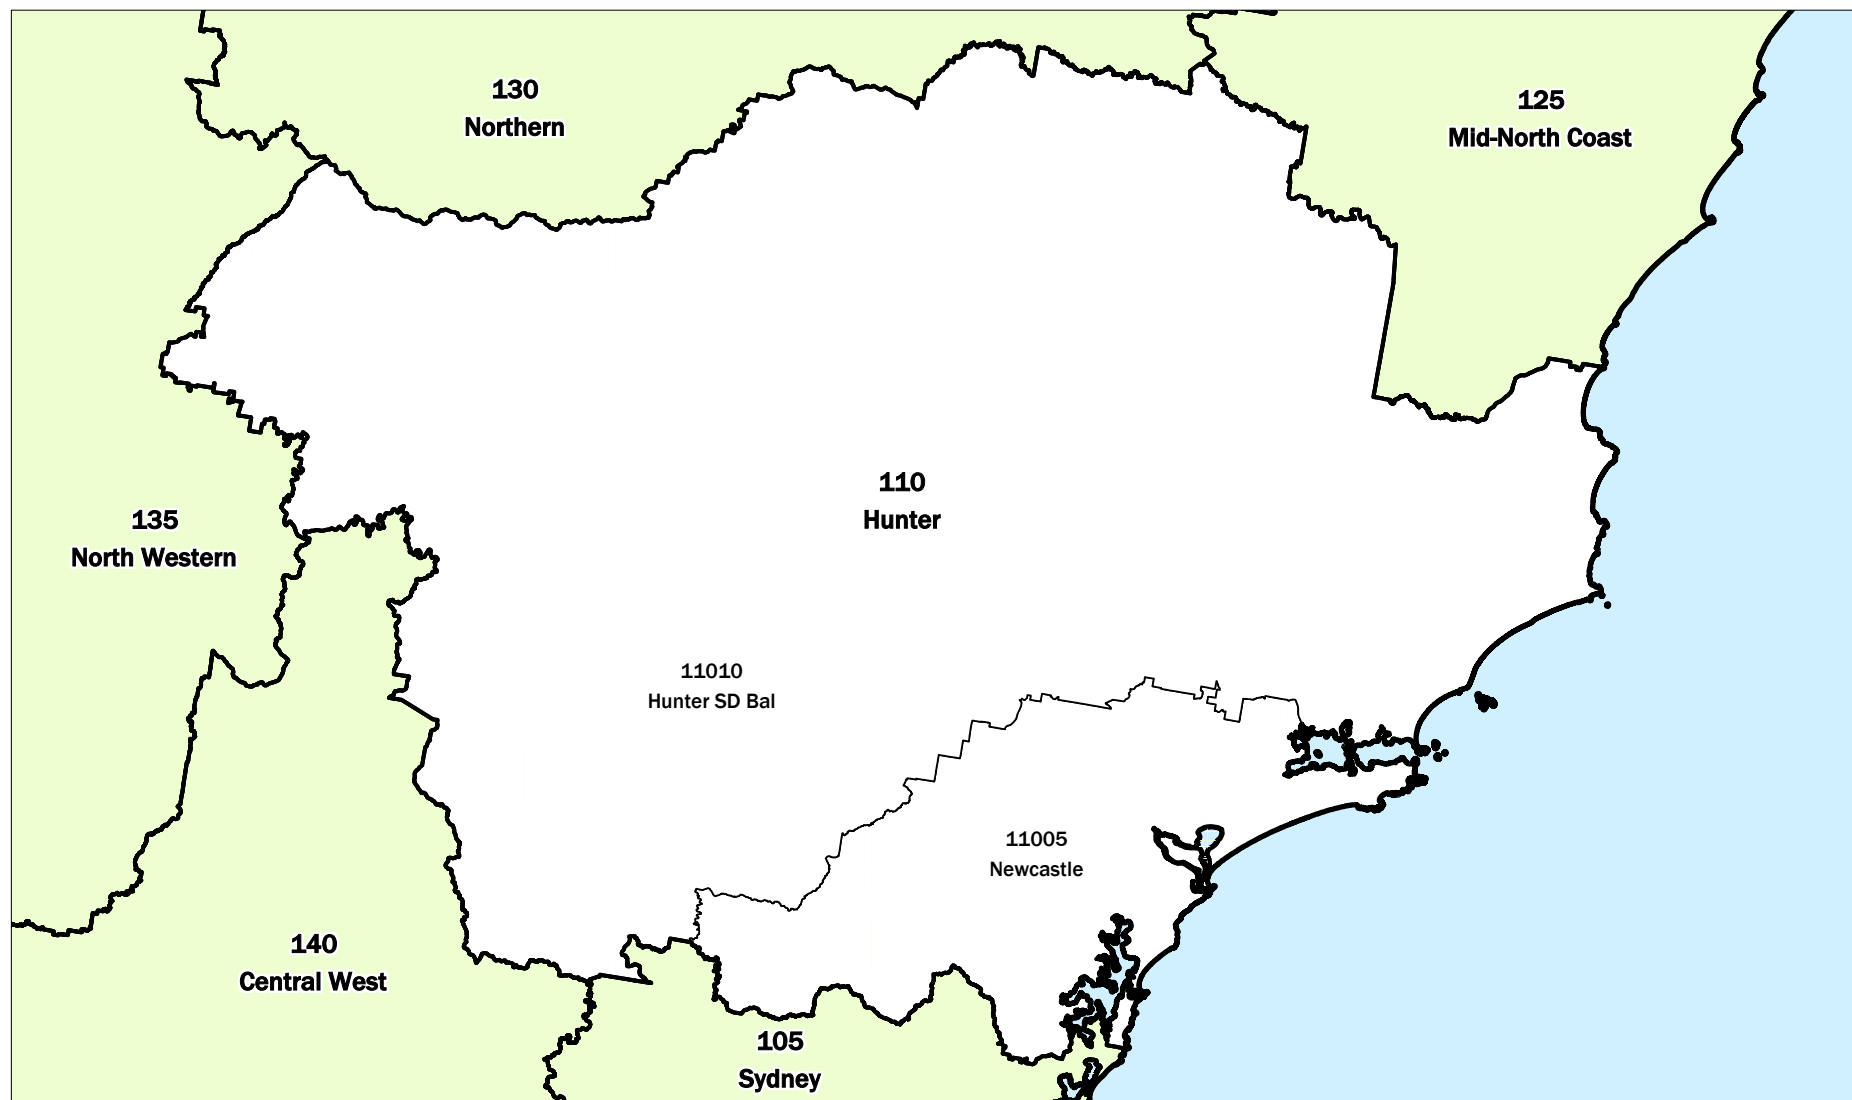 130
Northern
125
Mid-North Coast
110
Hunter
135
North Western
11010
Hunter SD Bal
11005
Newcastle
140
Central West
105
Sydney